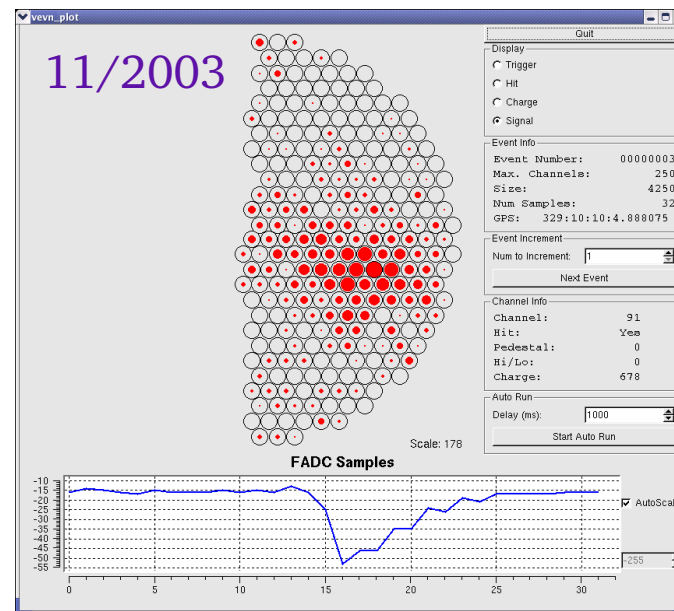 vevn_plot
11/2003
Quit
Display
Trigger
Hit
Charge
Signal
Event Info
Event Number: 00000003
Max. Channels: 250
Size: 4250
Num Samples: 32
GPS: 329:10:10:4.888075
Event Increment
Num to Increment: 1
Next Event
Channel Info
Channel: 91
Hit: Yes
Pedestal: 0
Hi/Lo: 0
Charge: 678
Auto Run
Delay (ms): 1000
Start Auto Run
Scale: 178
FADC Samples
-10
-15
-20
-25
-30
-35
-40
-45
-50
-55
0 5 10 15 20 25 30
AutoScal
-255